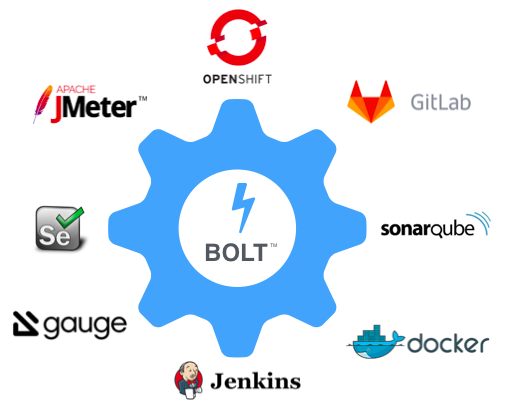 OPENSHIFT
APACHE
JMeter™
GitLab
Se
BOLT™
sonarqube
gauge
docker
Jenkins